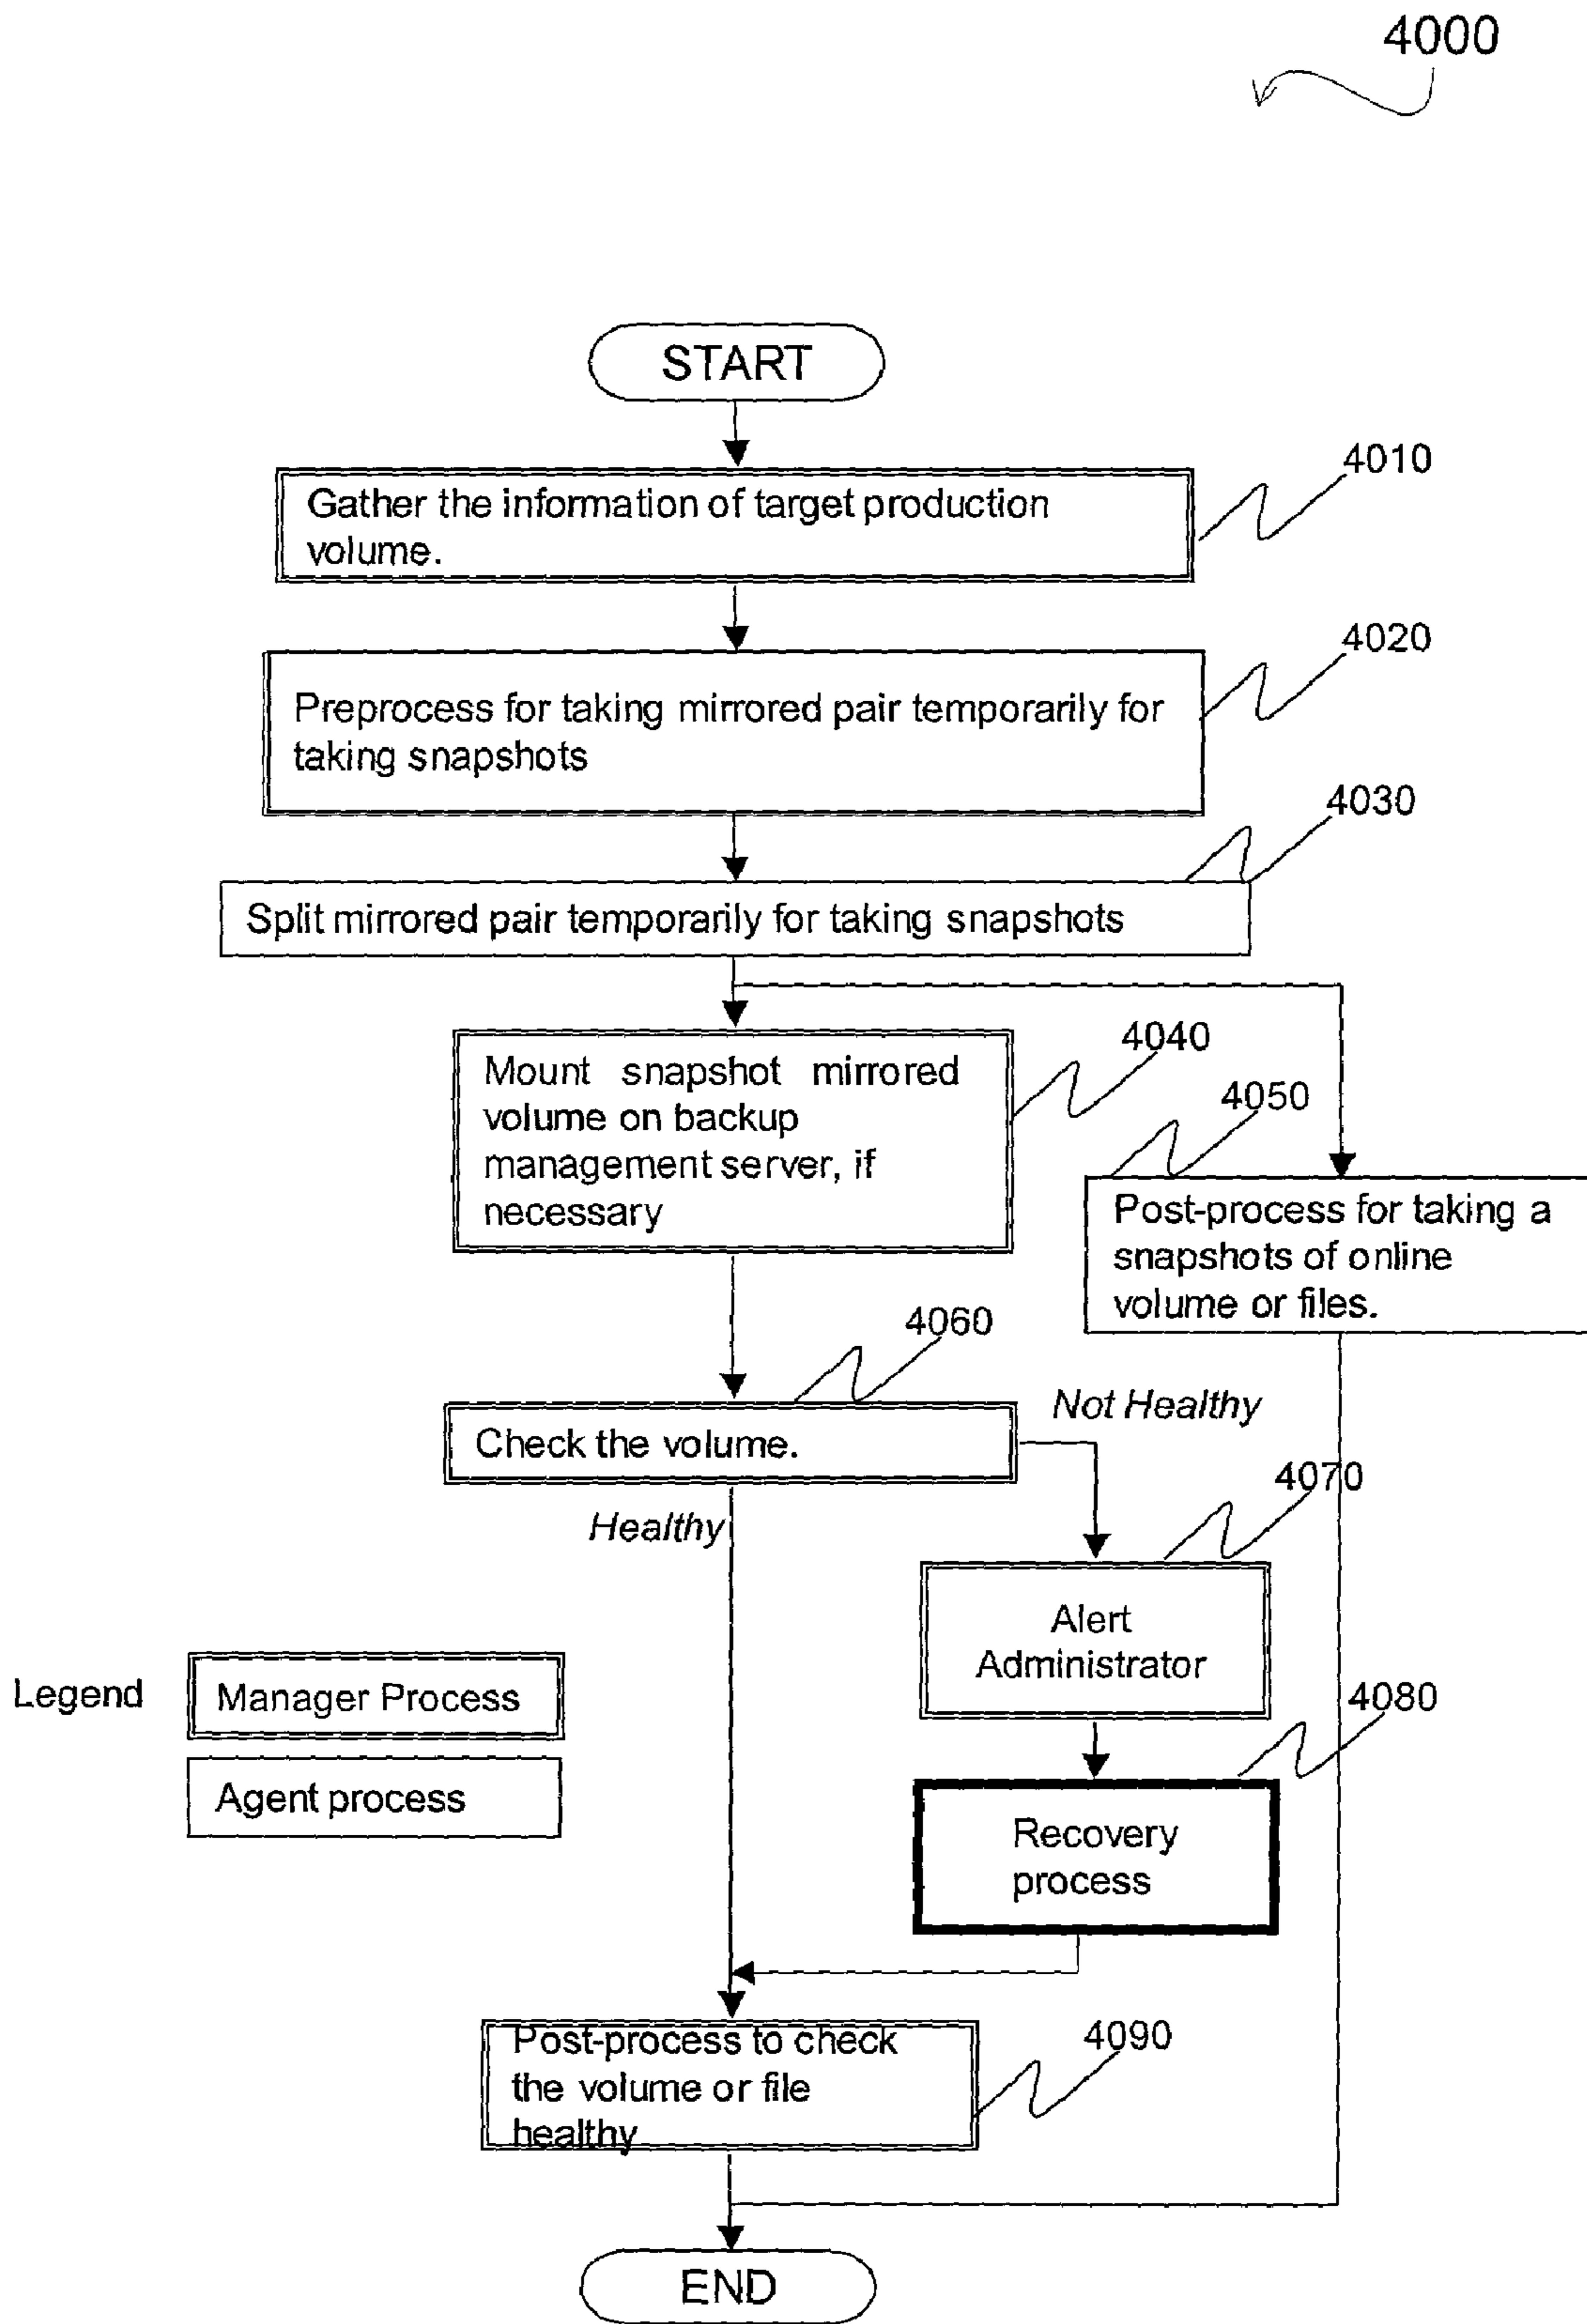 4000
START
4010
Gather the information of target production
volume.
4020
Preprocess for taking mirrored pair temporarily for
taking snapshots
4030
Split mirrored pair temporarily for taking snapshots
4040
Mount snapshot mirrored
volume on backup
management server, if
necessary
4050
Post-process for taking a
snapshots of online
volume or files.
4060
Check the volume.
Not Healthy
Healthy
4070
Alert
Administrator
Legend
Manager Process
Agent process
4080
Recovery
process
4090
Post-process to check
the volume or file
healthy
END